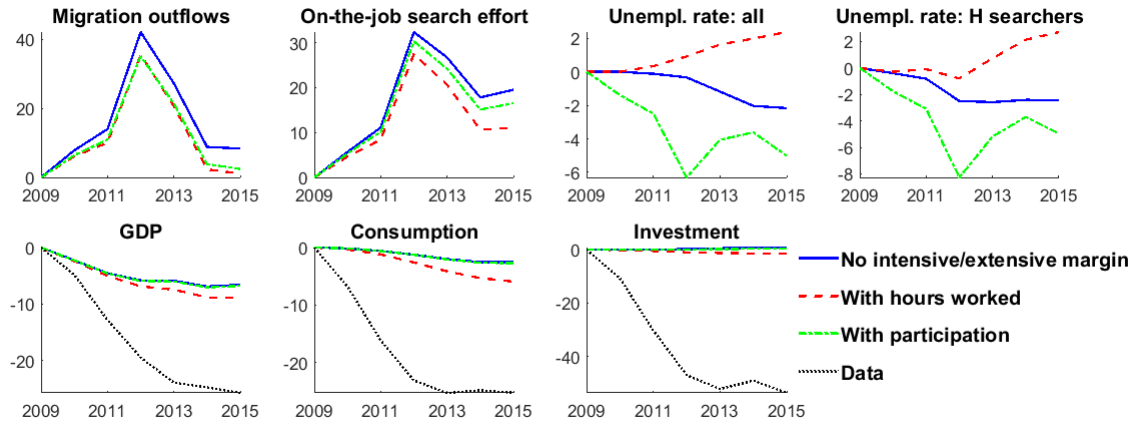 Migration outflows
40
20
0
2009 2011 2013 2015
On-the-job search effort
30
20
10
0
2009 2011 2013 2015
Unempl. rate: all
2
0
-2
-4
-6
2009 2011 2013 2015
Unempl. rate: H searchers
2
0
-2
-4
-6
-8
2009 2011 2013 2015
GDP
0
-10
-20
2009 2011 2013 2015
Consumption
0
-5
-10
-15
-20
-25
2009 2011 2013 2015
Investment
0
-20
-40
2009 2011 2013 2015
No intensive/extensive margin
With hours worked
With participation
Data